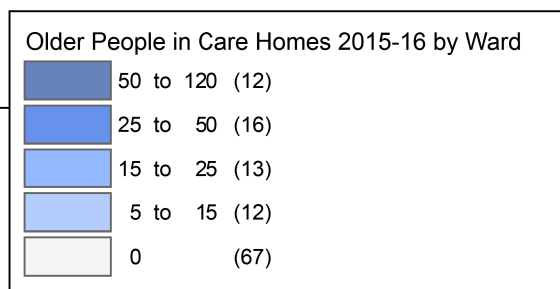 Older People in Care Homes 2015-16 by Ward
50 to 120 (12)
25 to 50 (16)
15 to 25 (13)
5 to 15 (12)
0 (67)